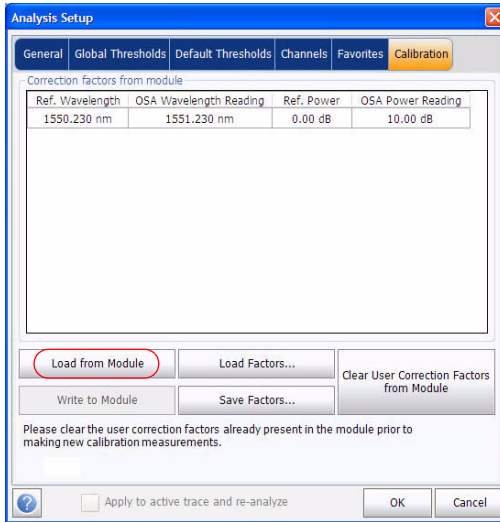 Analysis Setup
General Global Thresholds Default Thresholds Channels Favorites Calibration
Correction factors from module
Ref. Wavelength OSA Wavelength Reading Ref. Power OSA Power Reading
1550.230 nm 1551.230 nm 0.00 dB 10.00 dB
Load from Module
Load Factors...
Clear User Correction Factors
from Module
Write to Module
Save Factors...
Please clear the user correction factors already present in the module prior to
making new calibration measurements.
?
Apply to active trace and re-analyze
OK
Cancel